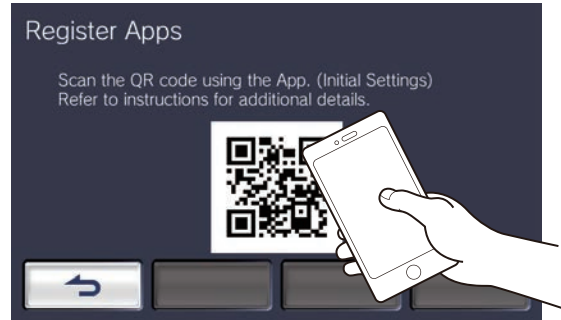 Register Apps
Scan the QR code using the App. (Initial Settings)
Refer to instructions for additional details.